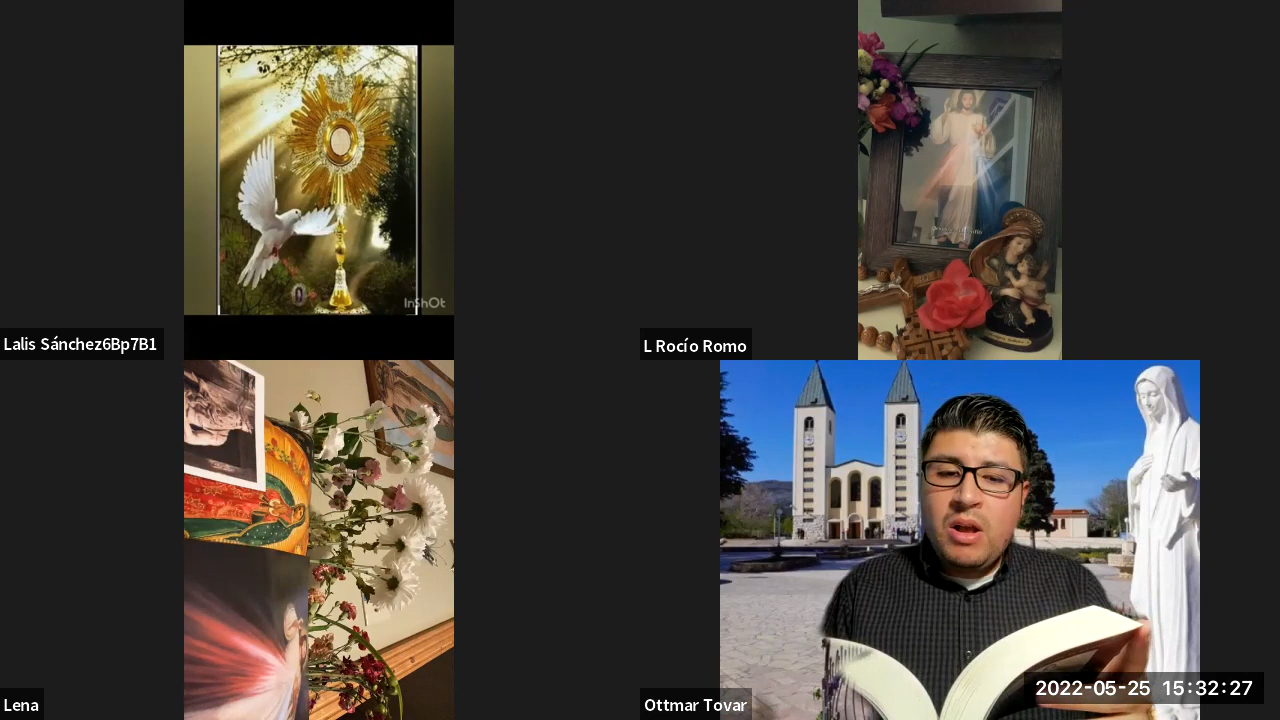 InShOt
Lalis Sánchez6Bp7B1
L Rocío Romo
Lena
Ottmar Tovar
2022-05-25 15:32:27